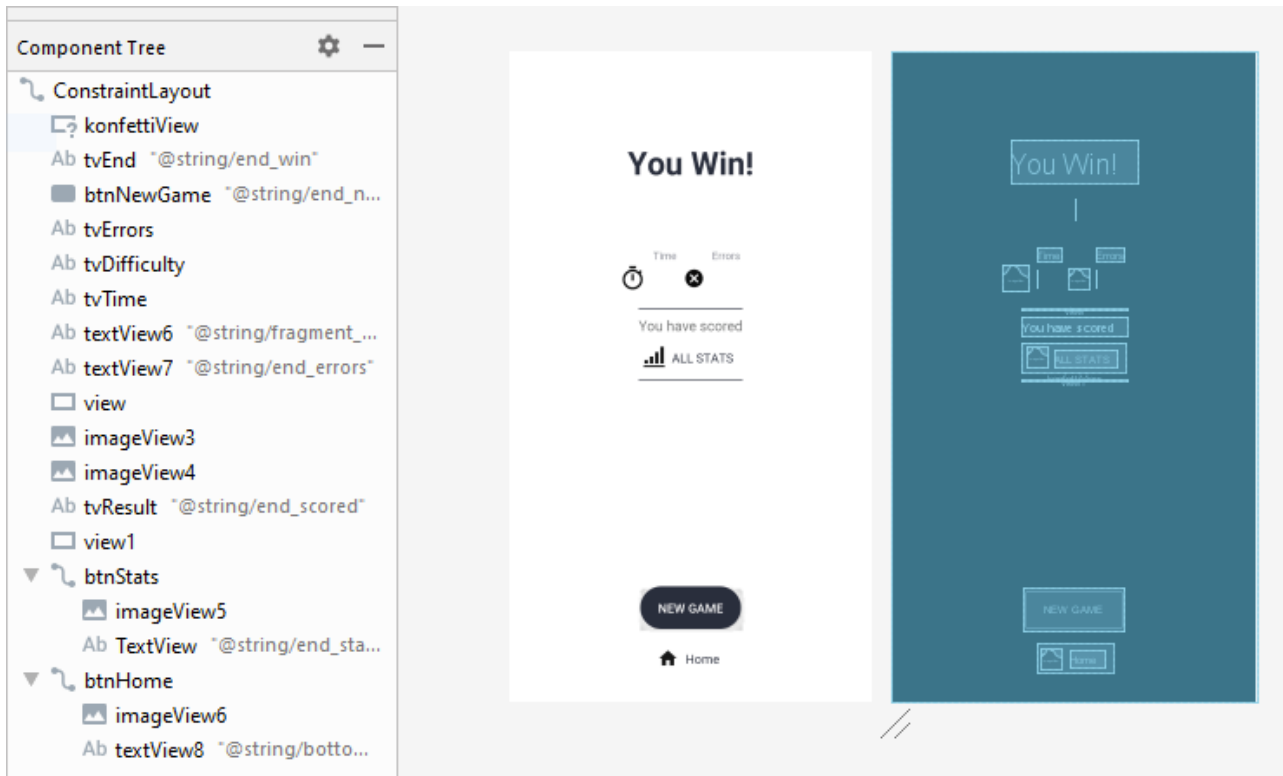 Component Tree
ConstraintLayout
konfettiView
Ab tvEnd "@string/end_win"
btnNewGame "@string/end_n...
Ab tvErrors
Ab tvDifficulty
Ab tvTime
Ab textView6 "@string/fragment_...
Ab textView7 "@string/end_errors"
view
imageView3
imageView4
Ab tvResult "@string/end_scored"
view1
btnStats
imageView5
Ab TextView "@string/end_sta...
btnHome
imageView6
Ab textView8 "@string/botto...
You Win!
Time Errors
You have scored
ALL STATS
NEW GAME
Home
You Win!
Time Errors
You have scored
ALL STATS
NEW GAME
Home